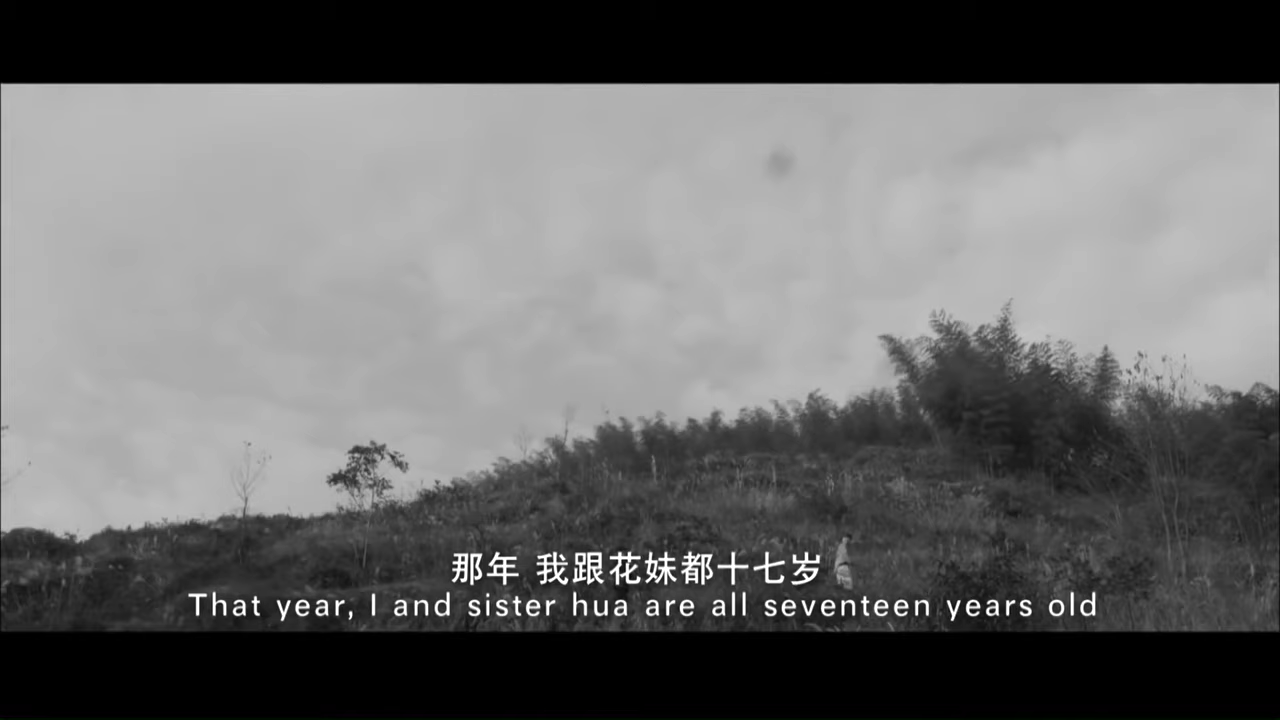 那年 我跟花妹都十七岁
That year, I and sister hua are all seventeen years old